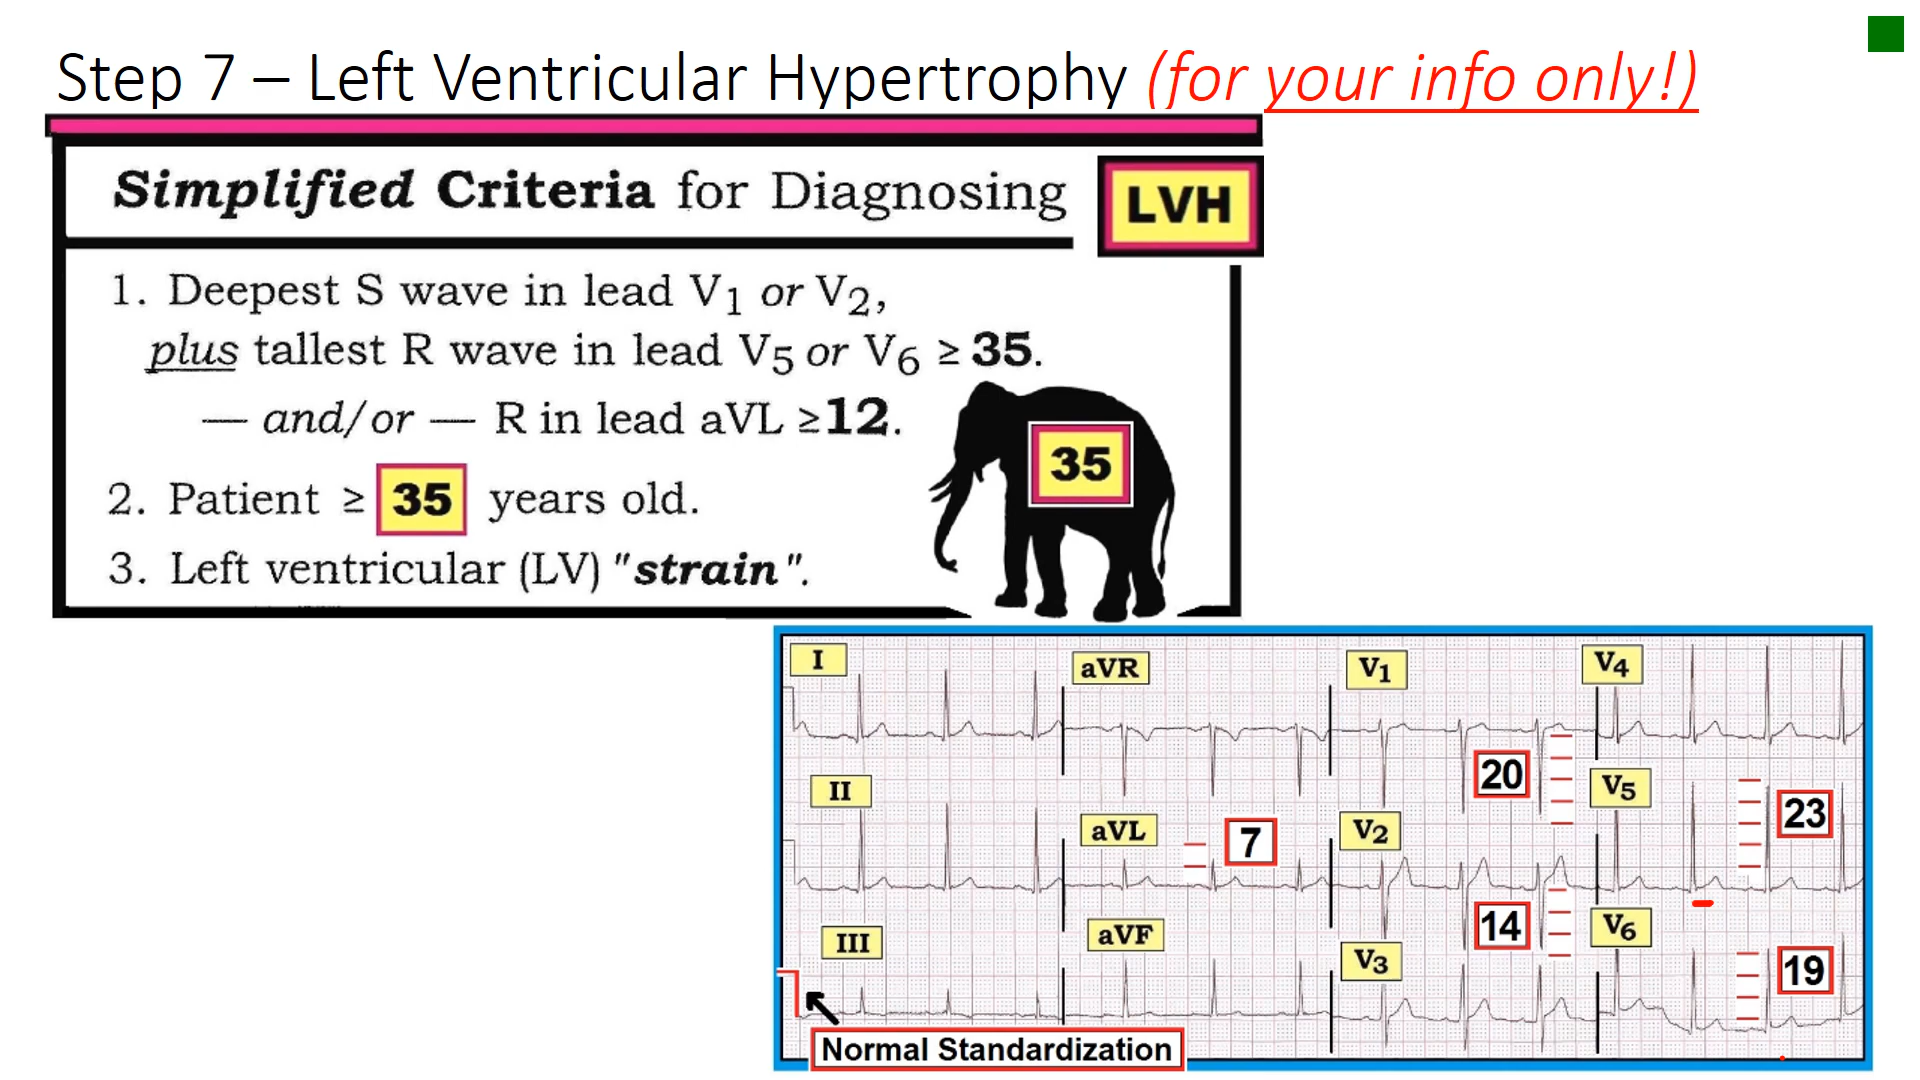 Step 7 – Left Ventricular Hypertrophy (for your info only!)
Simplified Criteria for Diagnosing LVH
1. Deepest S wave in lead V1 or V2,
plus tallest R wave in lead V5 or V6 ≥ 35.
— and/or — R in lead aVL ≥12.
35
2. Patient ≥ 35 years old.
3. Left ventricular (LV) "strain".
I
aVR
V1
V4
20
II
aVL
7
V2
V5
23
III
aVF
14
V3
V6
19
Normal Standardization